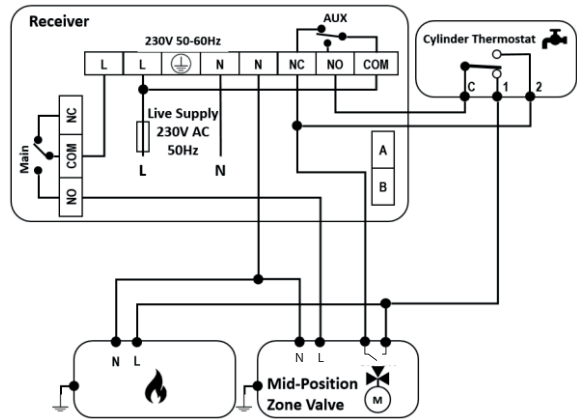 Receiver
230V 50-60Hz
AUX
L L N N NC NO COM
Cylinder Thermostat
C 1 2
Live Supply
230V AC
50Hz
L N
Main
NC
COM
NO
A
B
N L
N L
Mid-Position
Zone Valve
M